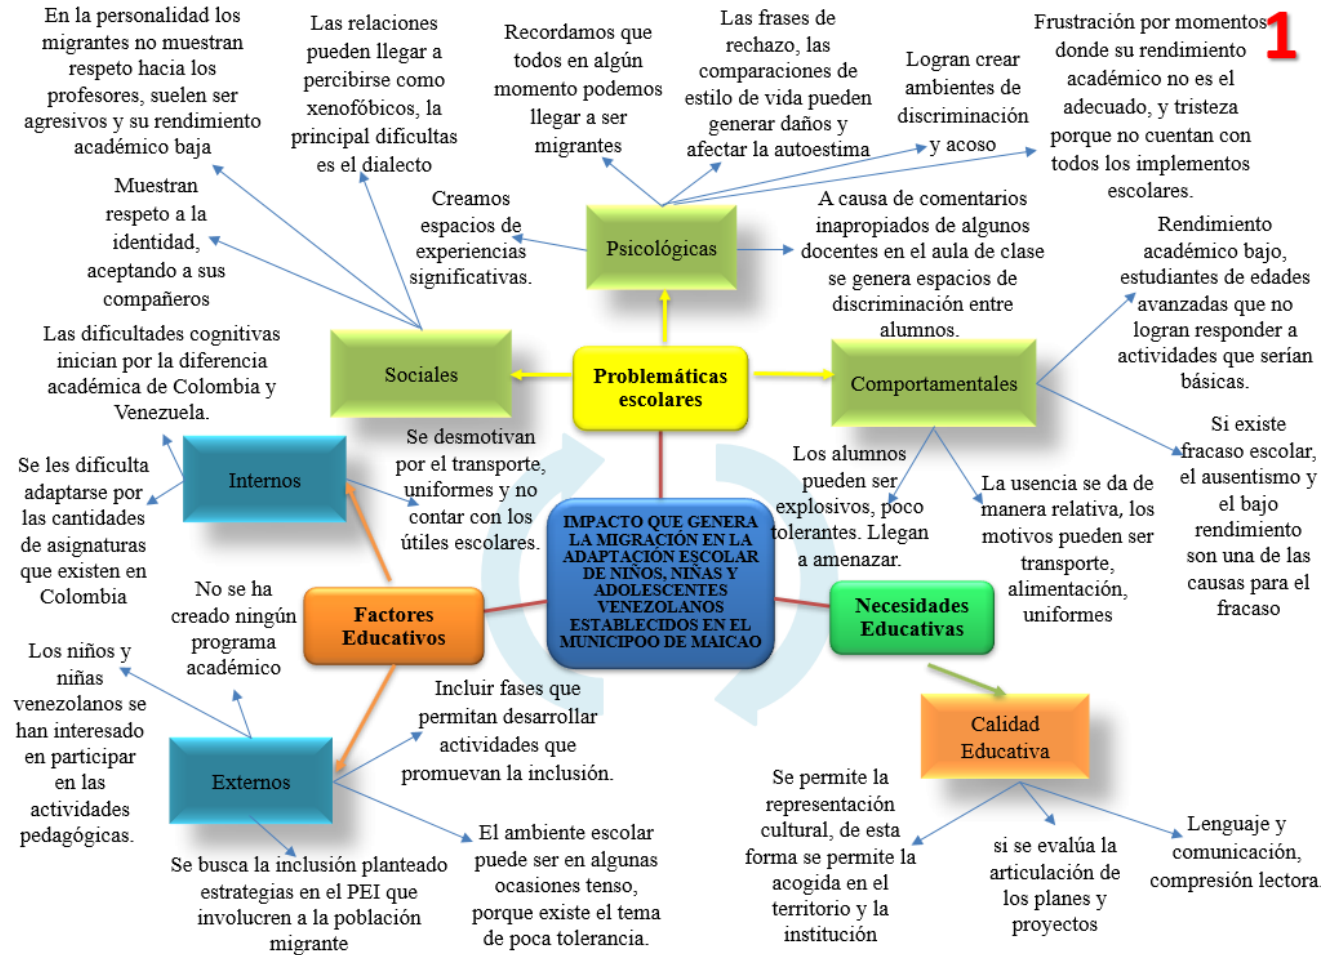 En la personalidad los
migrantes no muestran
respeto hacia los
profesores, suelen ser
agresivos y su rendimiento
académico baja
Las relaciones
pueden llegar a
percibirse como
xenofóbicos, la
principal dificultas
es el dialecto
Recordamos que
todos en algún
momento podemos
llegar a ser
migrantes
Las frases de
rechazo, las
comparaciones de
estilo de vida pueden
generar daños y
afectar la autoestima
Logran crear
ambientes de
discriminación
y acoso
Frustración por momentos
donde su rendimiento
académico no es el
adecuado, y tristeza
porque no cuentan con
todos los implementos
escolares.
1
Muestran
respeto a la
identidad,
aceptando a sus
compañeros
Creamos
espacios de
experiencias
significativas.
Psicológicas
A causa de comentarios
inapropiados de algunos
docentes en el aula de clase
se genera espacios de
discriminación entre
alumnos.
Rendimiento
académico bajo,
estudiantes de edades
avanzadas que no
logran responder a
actividades que serían
básicas.
Las dificultades cognitivas
inician por la diferencia
académica de Colombia y
Venezuela.
Sociales
Problemáticas
escolares
Comportamentales
Internos
Se les dificulta
adaptarse por
las cantidades
de asignaturas
que existen en
Colombia
Se desmotivan
por el transporte,
uniformes y no
contar con los
útiles escolares.
Los alumnos
pueden ser
explosivos, poco
tolerantes. Llegan
a amenazar.
La usencia se da de
manera relativa, los
motivos pueden ser
transporte,
alimentación,
uniformes
Si existe
fracaso escolar,
el ausentismo y
el bajo
rendimiento
son una de las
causas para el
fracaso
IMPACTO QUE GENERA
LA MIGRACIÓN EN LA
ADAPTACIÓN ESCOLAR
DE NIÑOS, NIÑAS Y
ADOLESCENTES
VENEZOLANOS
ESTABLECIDOS EN EL
MUNICIPOO DE MAICAO
Factores
Educativos
Necesidades
Educativas
No se ha
creado ningún
programa
académico
Los niños y
niñas
venezolanos se
han interesado
en participar
en las
actividades
pedagógicas.
Externos
Incluir fases que
permitan desarrollar
actividades que
promuevan la inclusión.
Calidad
Educativa
Se busca la inclusión planteado
estrategias en el PEI que
involucren a la población
migrante
El ambiente escolar
puede ser en algunas
ocasiones tenso,
porque existe el tema
de poca tolerancia.
Se permite la
representación
cultural, de esta
forma se permite la
acogida en el
territorio y la
institución
si se evalúa la
articulación de
los planes y
proyectos
Lenguaje y
comunicación,
compresión lectora.